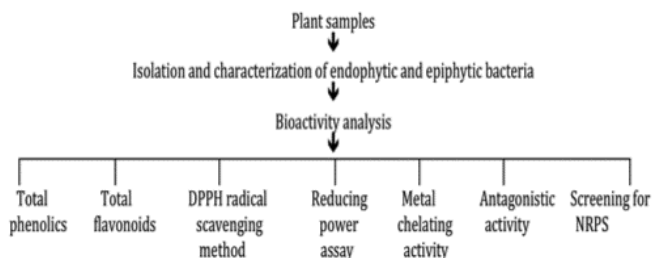 Plant samples
Isolation and characterization of endophytic and epiphytic bacteria
Bioactivity analysis
Total
phenolics
Total
flavonoids
DPPH radical
scavenging
method
Reducing
power
assay
Metal
chelating
activity
Antagonistic
activity
Screening for
NRPS